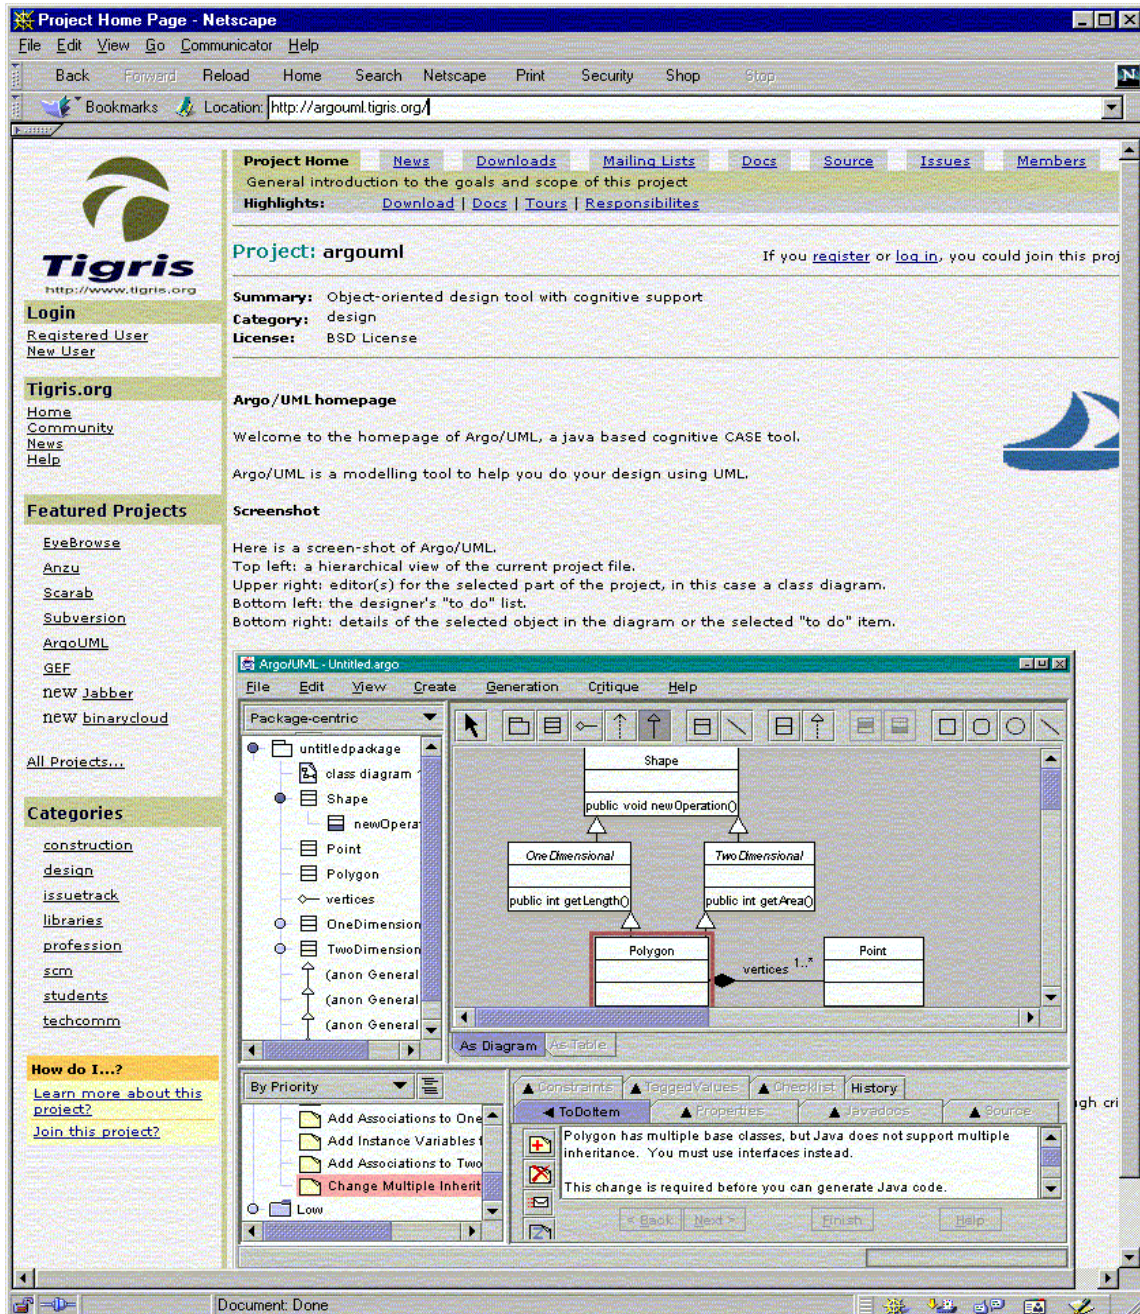 Project Home Page - Netscape
File Edit View Go Communicator Help
Back Forward Reload Home Search Netscape Print Security Shop Stop
N
Bookmarks Location: http://argouml.tigris.org/
Tigris
http://www.tigris.org
Login
Registered User
New User
Tigris.org
Home
Community
News
Help
Featured Projects
EyeBrowse
Anzu
Scarab
Subversion
ArgoUML
GEF
new Jabber
new binarycloud
All Projects...
Categories
construction
design
issuetrack
libraries
profession
scm
students
techcomm
How do I...?
Learn more about this
project?
Join this project?
Project Home News Downloads Mailing Lists Docs Source Issues Members
General introduction to the goals and scope of this project
Highlights: Download | Docs | Tours | Responsibilites
Project: argouml
If you register or log in, you could join this proj
Summary: Object-oriented design tool with cognitive support
Category: design
License: BSD License
Argo/UML homepage
Welcome to the homepage of Argo/UML, a java based cognitive CASE tool.
Argo/UML is a modelling tool to help you do your design using UML.
Screenshot
Here is a screen-shot of Argo/UML.
Top left: a hierarchical view of the current project file.
Upper right: editor(s) for the selected part of the project, in this case a class diagram.
Bottom left: the designer's "to do" list.
Bottom right: details of the selected object in the diagram or the selected "to do" item.
Argo/UML - Untitled.argo
File Edit View Create Generation Critique Help
Package-centric
untitledpackage
class diagram
Shape
newOpera
Point
Polygon
vertices
OneDimension
TwoDimension
(anon General
(anon General
(anon General
Shape
public void newOperation()
OneDimensional
public int getLength()
TwoDimensional
public int getArea()
Polygon
vertices 1..*
Point
As Diagram As Table
By Priority
Add Associations to One
Add Instance Variables f
Add Associations to Two
Change Multiple Inherit
Low
Constraints TaggedValues Checklist History
ToDoItem Properties Javadocs Source
Polygon has multiple base classes, but Java does not support multiple
inheritance. You must use interfaces instead.
This change is required before you can generate Java code.
< Back Next > Finish Help
igh cri
Document: Done